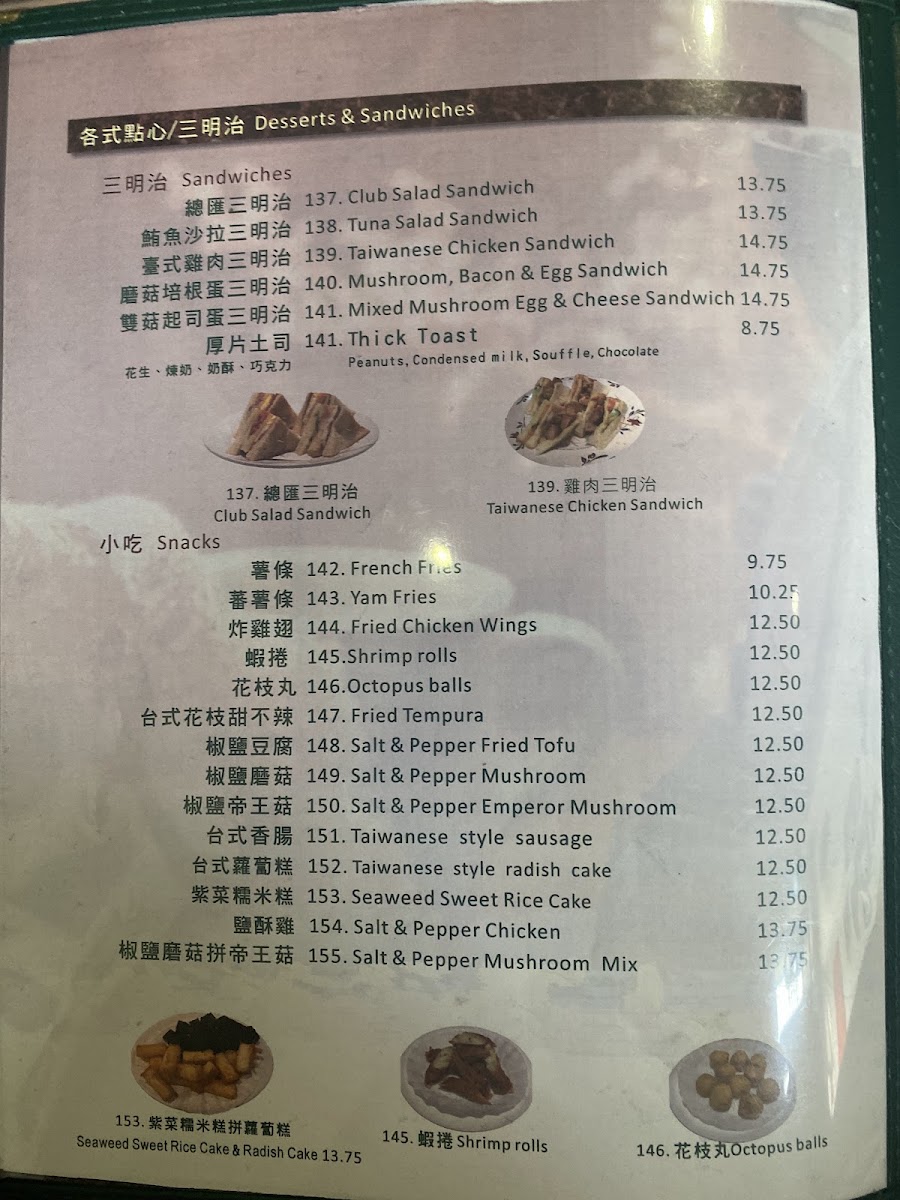 各式點心/三明治 Desserts & Sandwiches
三明治 Sandwiches
總匯三明治 137. Club Salad Sandwich 13.75
鮪魚沙拉三明治 138. Tuna Salad Sandwich 13.75
臺式雞肉三明治 139. Taiwanese Chicken Sandwich 14.75
磨菇培根蛋三明治 140. Mushroom, Bacon & Egg Sandwich 14.75
雙菇起司蛋三明治 141. Mixed Mushroom Egg & Cheese Sandwich 14.75
厚片土司 141. Thick Toast 8.75
花生、煉奶、奶酥、巧克力 Peanuts, Condensed milk, Souffle, Chocolate
137. 總匯三明治
Club Salad Sandwich
139. 雞肉三明治
Taiwanese Chicken Sandwich
小吃 Snacks
薯條 142. French Fries 9.75
蕃薯條 143. Yam Fries 10.25
炸雞翅 144. Fried Chicken Wings 12.50
蝦捲 145.Shrimp rolls 12.50
花枝丸 146.Octopus balls 12.50
台式花枝甜不辣 147. Fried Tempura 12.50
椒鹽豆腐 148. Salt & Pepper Fried Tofu 12.50
椒鹽磨菇 149. Salt & Pepper Mushroom 12.50
椒鹽帝王菇 150. Salt & Pepper Emperor Mushroom 12.50
台式香腸 151. Taiwanese style sausage 12.50
台式蘿蔔糕 152. Taiwanese style radish cake 12.50
紫菜糯米糕 153. Seaweed Sweet Rice Cake 12.50
鹽酥雞 154. Salt & Pepper Chicken 13.75
椒鹽磨菇拼帝王菇 155. Salt & Pepper Mushroom Mix 13.75
153. 紫菜糯米糕拼蘿蔔糕
Seaweed Sweet Rice Cake & Radish Cake 13.75
145. 蝦捲 Shrimp rolls
146. 花枝丸Octopus balls